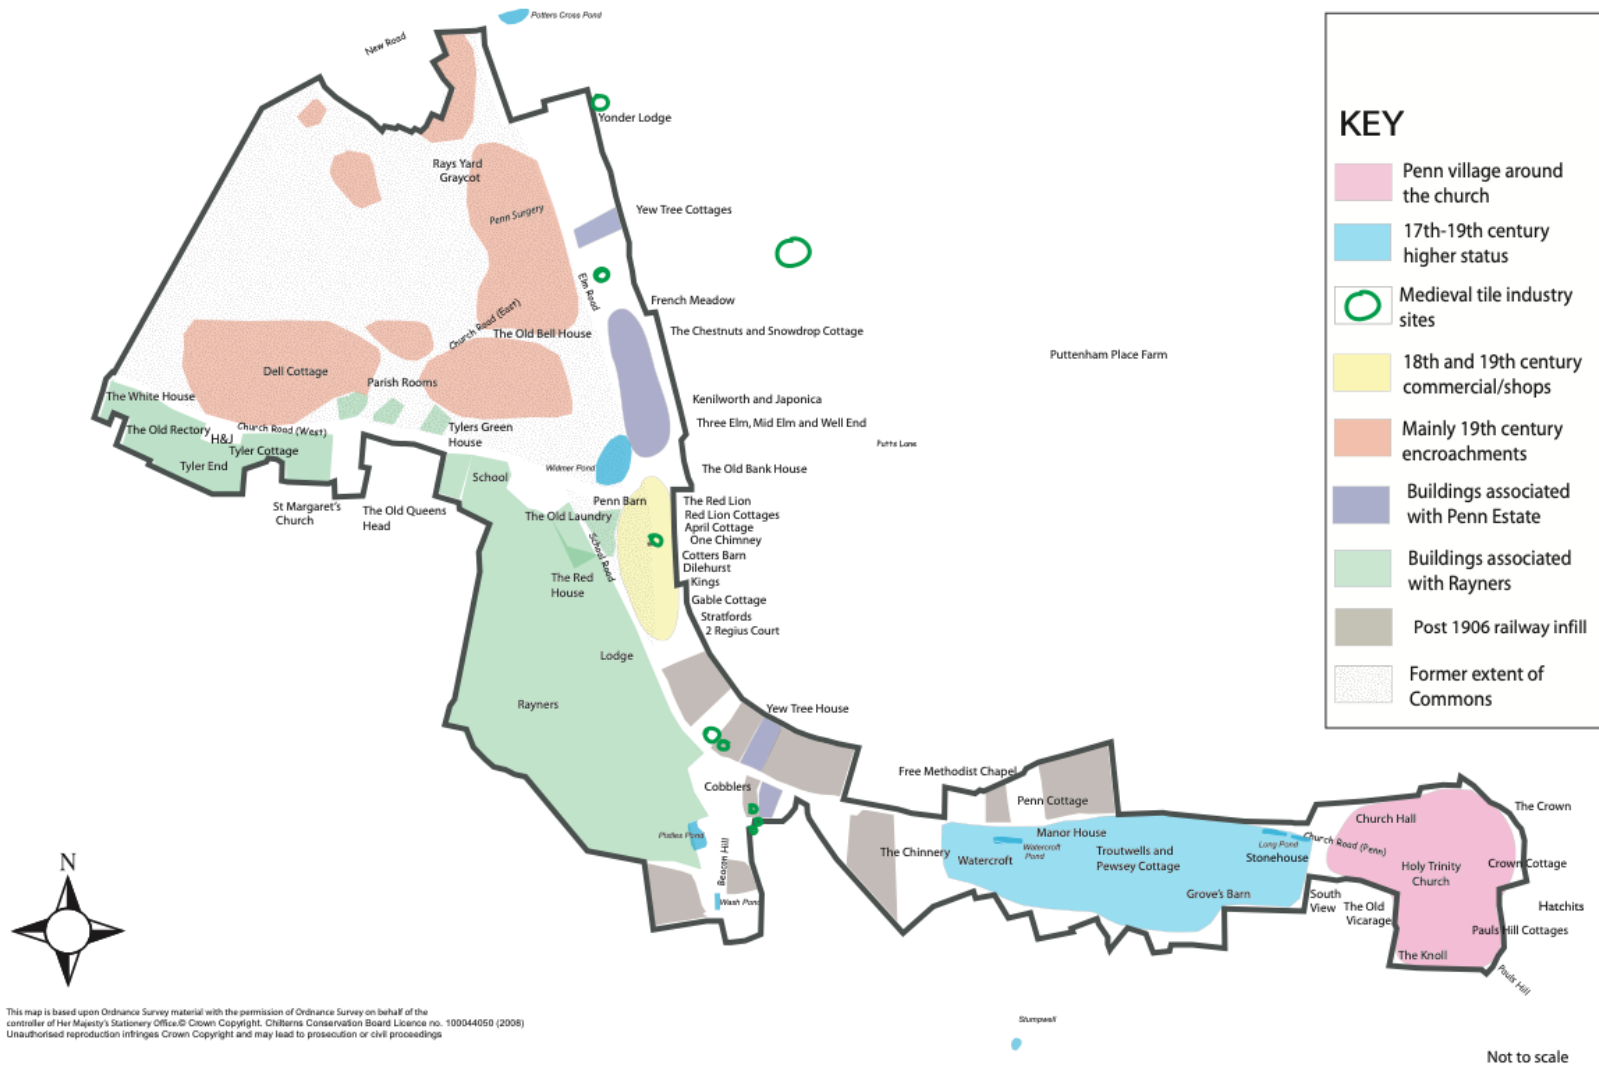 Potters Cross Pond
New Road
Yonder Lodge
Rays Yard
Graycot
Penn Surgery
Yew Tree Cottages
Elm Road
French Meadow
Church Road (East)
The Old Bell House
The Chestnuts and Snowdrop Cottage
Puttenham Place Farm
Dell Cottage
Parish Rooms
The White House
Kenilworth and Japonica
Three Elm, Mid Elm and Well End
The Old Rectory
H&J
Church Road (West)
Tylers Green
House
Putts Lane
Tyler Cottage
Tyler End
Widmer Pond
The Old Bank House
School
St Margaret's
Church
The Old Queens
Head
Penn Barn
The Old Laundry
The Red Lion
Red Lion Cottages
April Cottage
One Chimney
Cotters Barn
Dilehurst
Kings
Gable Cottage
Stratfords
2 Regius Court
School Road
The Red
House
Lodge
Rayners
Yew Tree House
Cobblers
Pistles Pond
Beacon Hill
Wash Pond
Free Methodist Chapel
Penn Cottage
The Chinnery
Watercroft
Watercroft
Pond
Manor House
Troutwells and
Pewsey Cottage
Grove's Barn
Long Pond
Stonehouse
Church Road (Penn)
Church Hall
The Crown
Holy Trinity
Church
Crown Cottage
South
View
The Old
Vicarage
Hatchits
Pauls Hill Cottages
The Knoll
Pauls Hill
Stumpwell
KEY
Penn village around
the church
17th-19th century
higher status
Medieval tile industry
sites
18th and 19th century
commercial/shops
Mainly 19th century
encroachments
Buildings associated
with Penn Estate
Buildings associated
with Rayners
Post 1906 railway infill
Former extent of
Commons
N
This map is based upon Ordnance Survey material with the permission of Ordnance Survey on behalf of the
controller of Her Majesty's Stationery Office.© Crown Copyright. Chilterns Conservation Board Licence no. 100044050 (2008)
Unauthorised reproduction infringes Crown Copyright and may lead to prosecution or civil proceedings
Not to scale